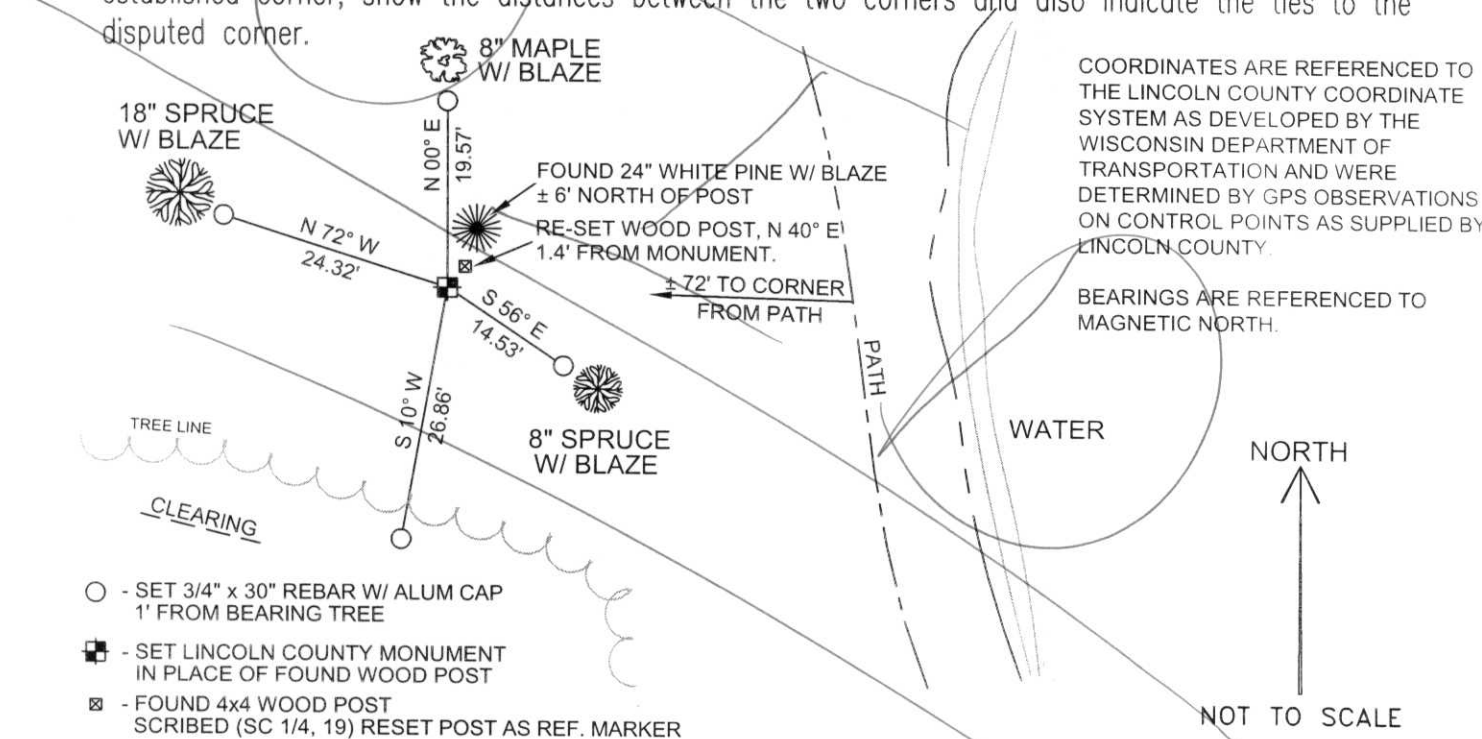 established corner, show the distances between the two corners and also indicate the ties to the
disputed corner.
8" MAPLE
W/ BLAZE
18" SPRUCE
W/ BLAZE
N 00° E
19.57'
FOUND 24" WHITE PINE W/ BLAZE
± 6' NORTH OF POST
RE-SET WOOD POST, N 40° E
1.4' FROM MONUMENT.
N 72° W
24.32'
± 72' TO CORNER
FROM PATH
S 56° E
14.53'
S 10° W
26.86'
8" SPRUCE
W/ BLAZE
PATH
WATER
TREE LINE
CLEARING
COORDINATES ARE REFERENCED TO
THE LINCOLN COUNTY COORDINATE
SYSTEM AS DEVELOPED BY THE
WISCONSIN DEPARTMENT OF
TRANSPORTATION AND WERE
DETERMINED BY GPS OBSERVATIONS
ON CONTROL POINTS AS SUPPLIED BY
LINCOLN COUNTY.
BEARINGS ARE REFERENCED TO
MAGNETIC NORTH.
NORTH
NOT TO SCALE
- SET 3/4" x 30" REBAR W/ ALUM CAP
1' FROM BEARING TREE
- SET LINCOLN COUNTY MONUMENT
IN PLACE OF FOUND WOOD POST
- FOUND 4x4 WOOD POST
SCRIBED (SC 1/4, 19) RESET POST AS REF. MARKER